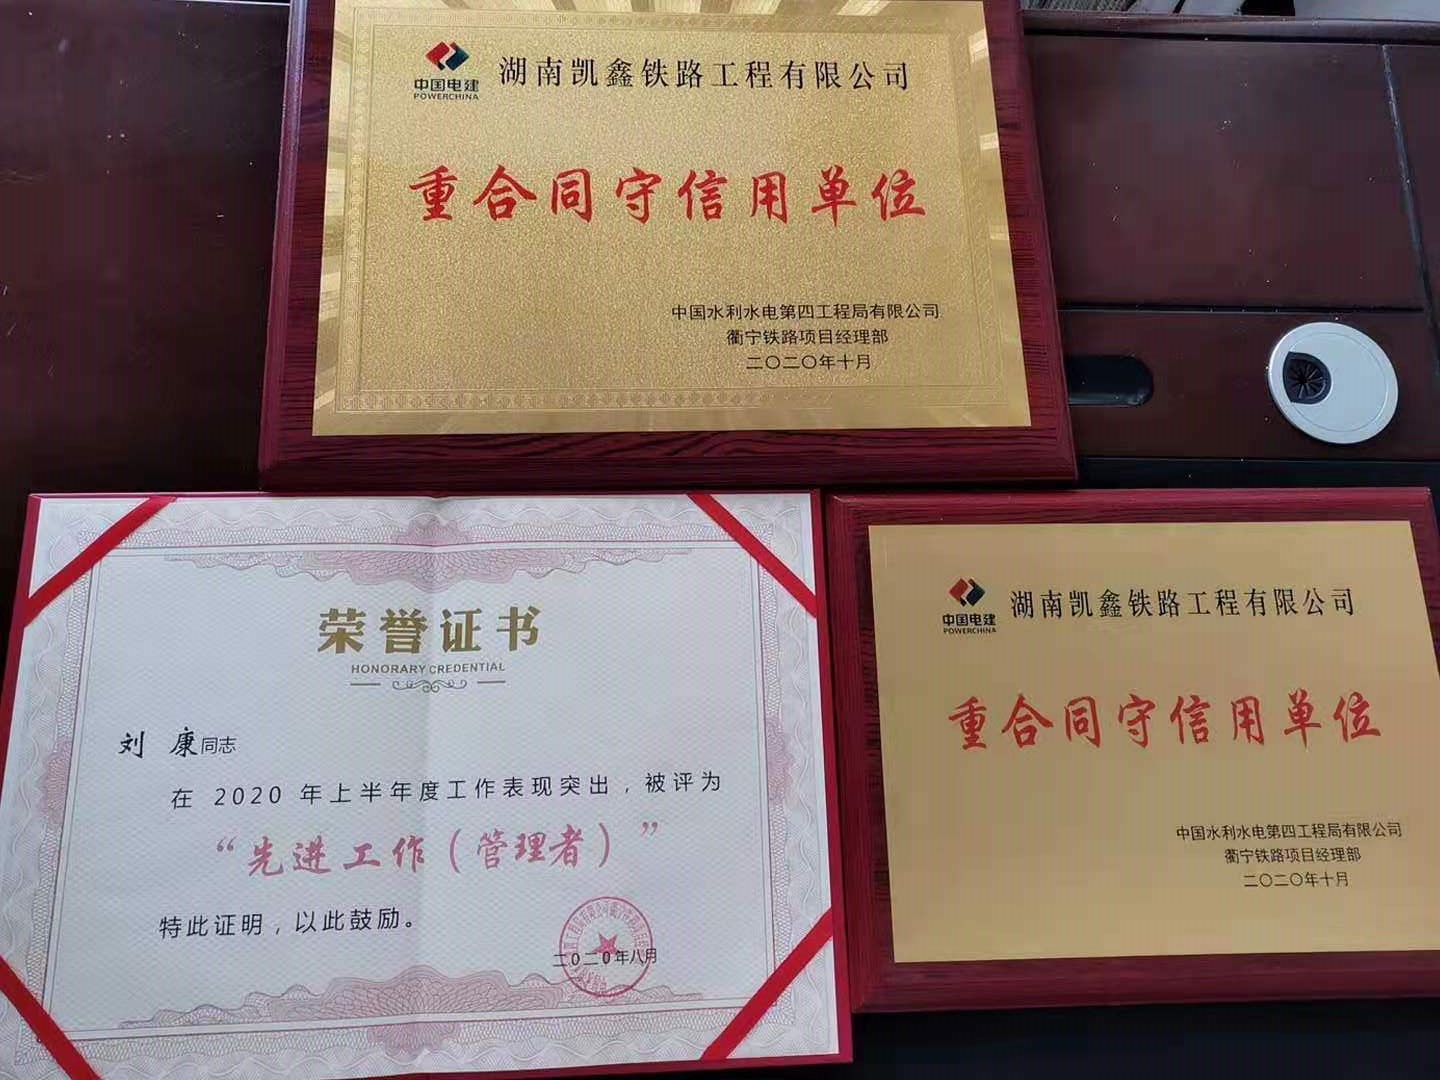 中国电建
POWERCHINA
湖南凯鑫铁路工程有限公司
重合同守信用单位
中国水利水电第四工程局有限公司
衢宁铁路项目经理部
二〇二〇年十月
荣誉证书
HONORARY CREDENTIAL
刘 康同志
在 2020 年上半年度工作表现突出，被评为
“先进工作（管理者）”
特此证明，以此鼓励。
二〇二〇年八月
中国电建
POWERCHINA
湖南凯鑫铁路工程有限公司
重合同守信用单位
中国水利水电第四工程局有限公司
衢宁铁路项目经理部
二〇二〇年十月